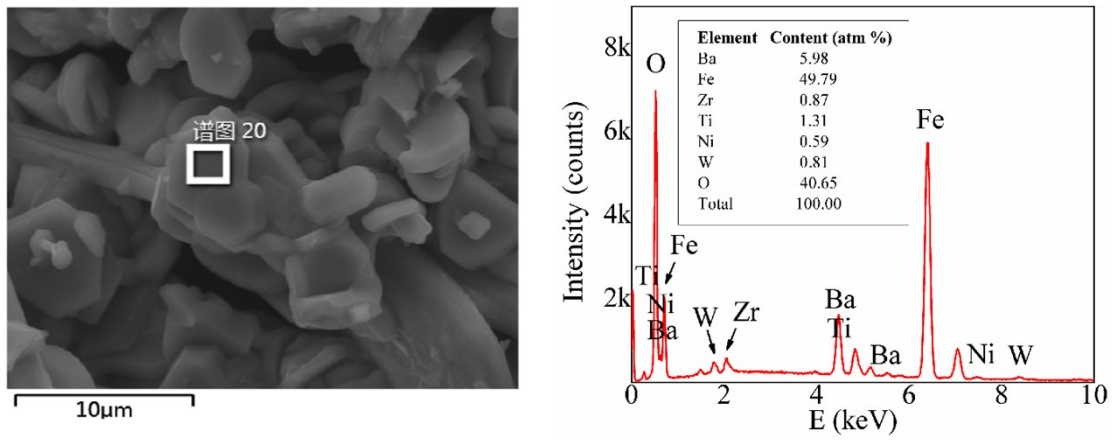 谱图 20
10μm
Element Content (atm %)
Ba 5.98
Fe 49.79
Zr 0.87
Ti 1.31
Ni 0.59
W 0.81
O 40.65
Total 100.00
8k
6k
4k
2k
Intensity (counts)
O
Fe
Ti
Ni
Ba
Fe
W
Zr
Ba
Ti
Ba
Ni
W
0 2 4 6 8 10
E (keV)